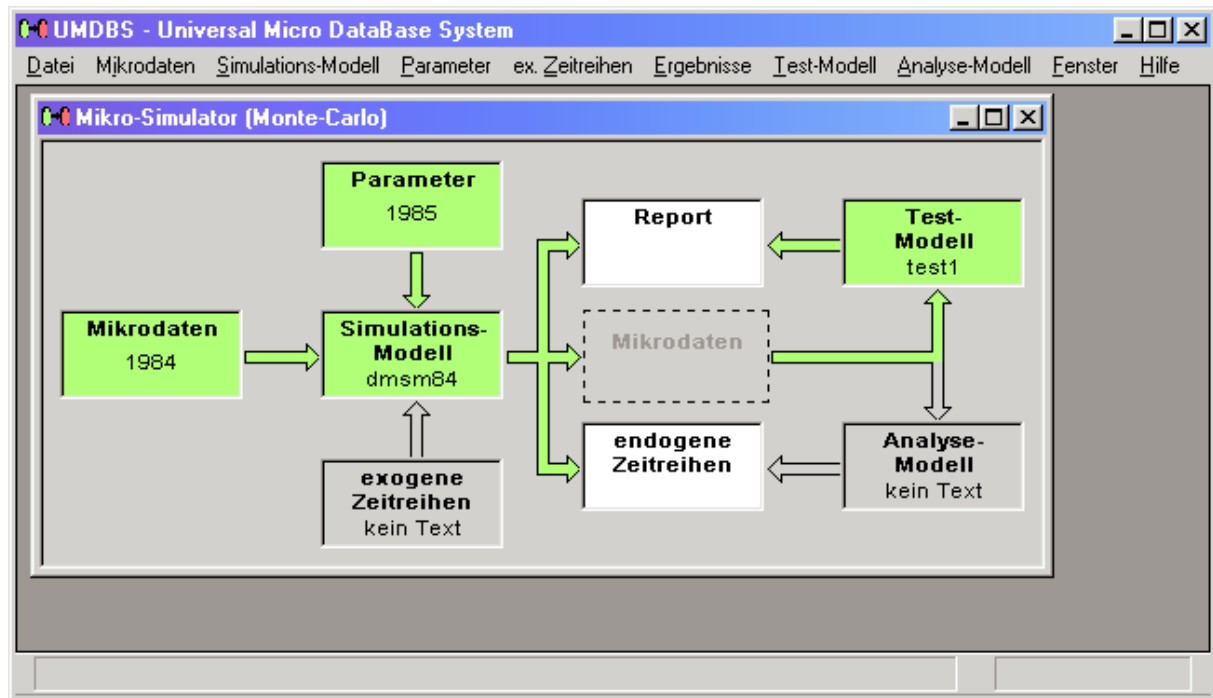 UMDBS - Universal Micro DataBase System
Datei Mikrodaten Simulations-Modell Parameter ex. Zeitreihen Ergebnisse Test-Modell Analyse-Modell Fenster Hilfe
Mikro-Simulator (Monte-Carlo)
Parameter
1985
Report
Test-
Modell
test1
Mikrodaten
1984
Simulations-
Modell
dmsm84
Mikrodaten
exogene
Zeitreihen
kein Text
endogene
Zeitreihen
Analyse-
Modell
kein Text